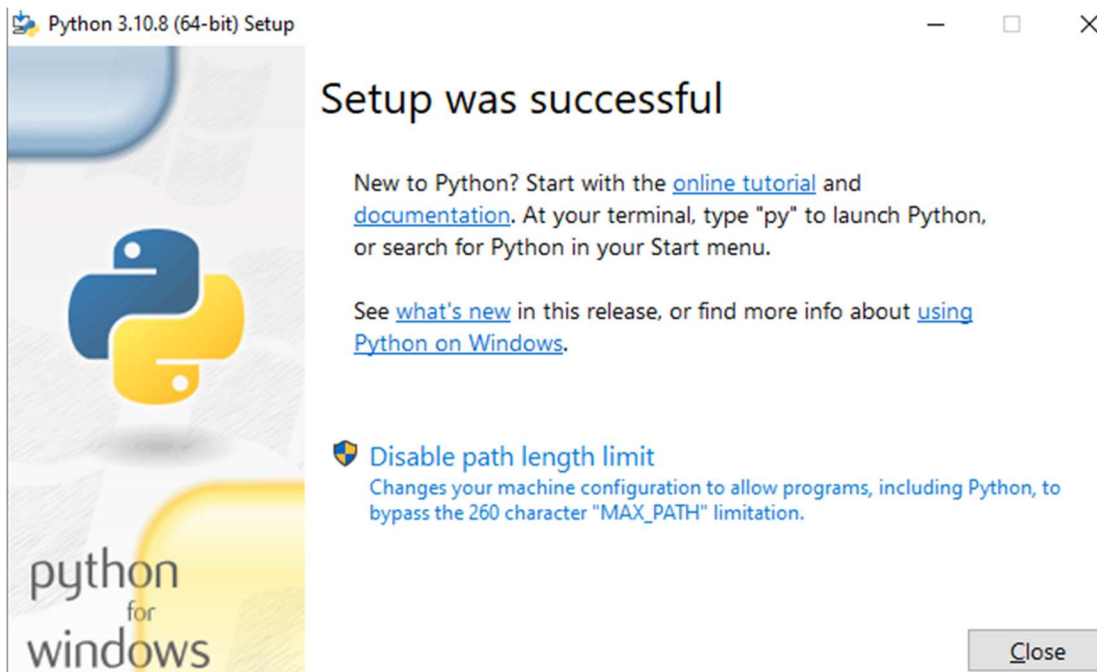 Python 3.10.8 (64-bit) Setup
Setup was successful
New to Python? Start with the online tutorial and
documentation. At your terminal, type "py" to launch Python,
or search for Python in your Start menu.
See what's new in this release, or find more info about using
Python on Windows.
Disable path length limit
Changes your machine configuration to allow programs, including Python, to
bypass the 260 character "MAX_PATH" limitation.
python
for
windows
Close